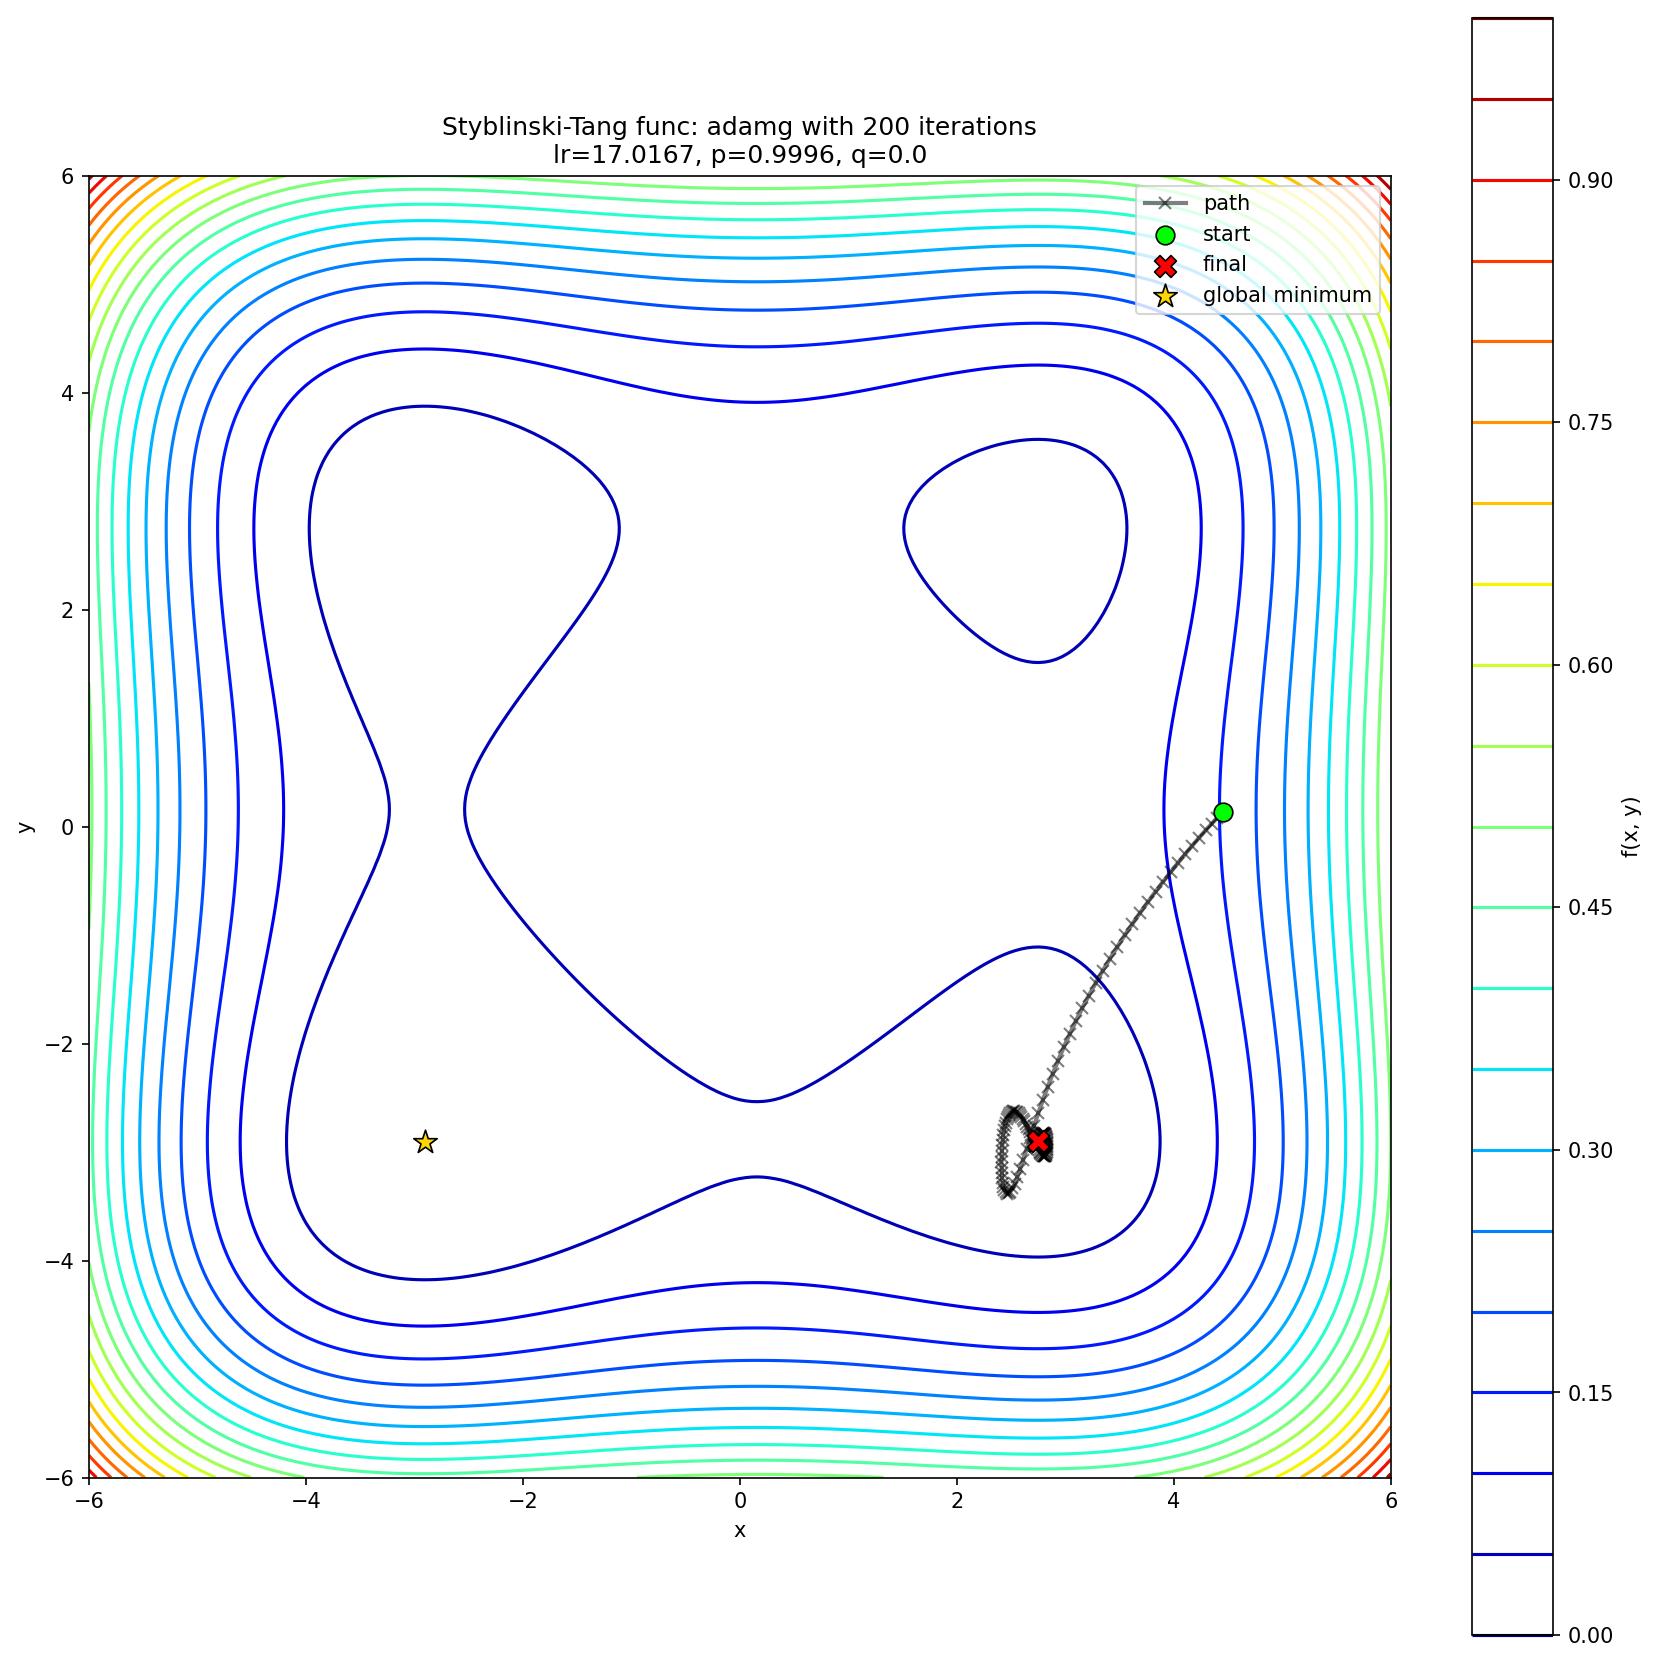 Styblinski-Tang func: adamg with 200 iterations
lr=17.0167, p=0.9996, q=0.0
path
start
final
global minimum
6
4
2
0
−2
−4
−6
y
−6
−4
−2
0
2
4
6
x
0.90
0.75
0.60
0.45
0.30
0.15
0.00
f(x, y)